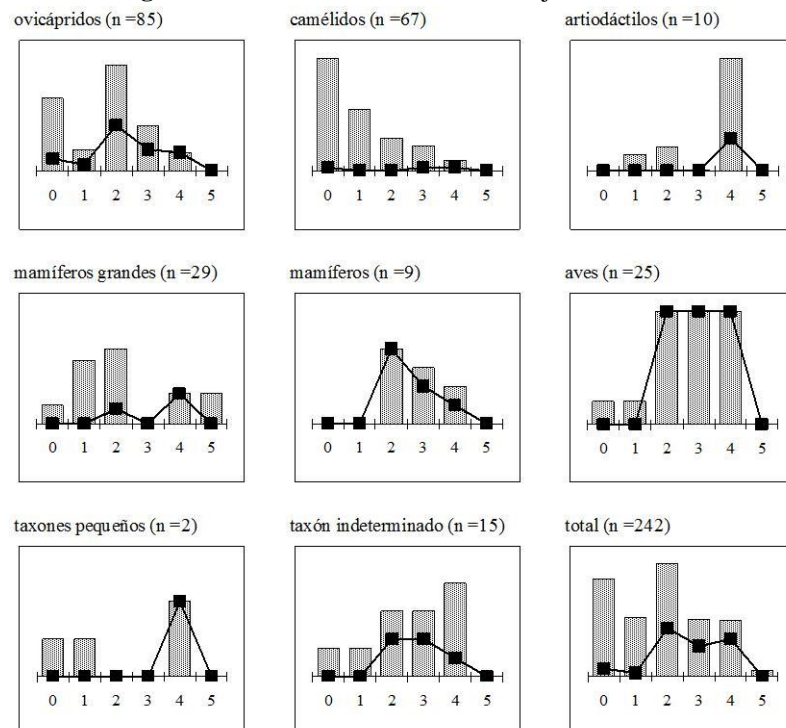 ovicápridos (n =85)
camélidos (n =67)
artiodáctilos (n =10)
0 1 2 3 4 5
0 1 2 3 4 5
0 1 2 3 4 5
mamíferos grandes (n =29)
mamíferos (n =9)
aves (n =25)
0 1 2 3 4 5
0 1 2 3 4 5
0 1 2 3 4 5
taxones pequeños (n =2)
taxón indeterminado (n =15)
total (n =242)
0 1 2 3 4 5
0 1 2 3 4 5
0 1 2 3 4 5